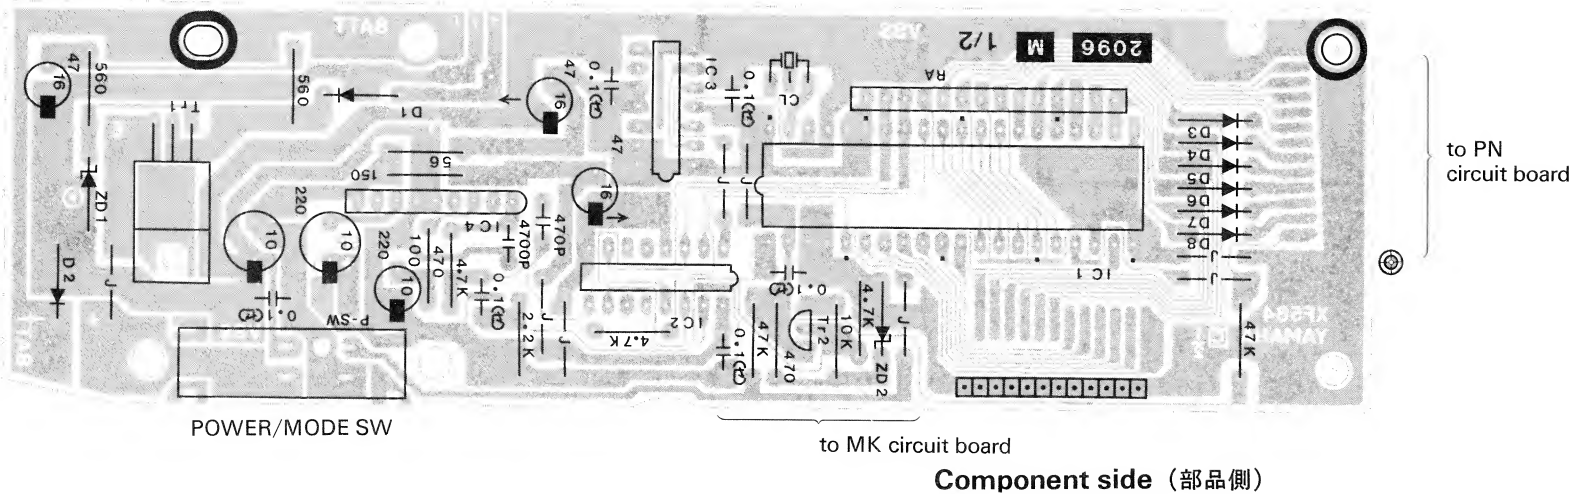 BATT
VSS
1/2 M 2096
47
16
560
Tr1
560
D1
47
16
0.1(t)
IC3
0.1(t)
CL
RA
D3
D4
D5
D6
D7
D8
J
to PN
circuit board
ZD1
56
150
47
16
J
J
220
10
10
220
10
100
470
4.7K
IC4
4700P
470P
0.1(t)
D2
J
0.1(t)
P-SW
2.2K
J
J
4.7K
IC2
0.1(t)
47K
0.1(t)
Tr2
470
10K
4.7K
ZD2
J
IC1
J
47K
XF584
YAMAHA
BATT
POWER/MODE SW
to MK circuit board
Component side (部品側)